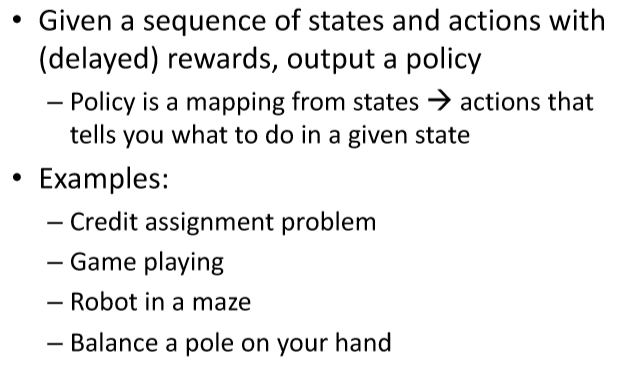 • Given a sequence of states and actions with
(delayed) rewards, output a policy
– Policy is a mapping from states → actions that
tells you what to do in a given state
• Examples:
– Credit assignment problem
– Game playing
– Robot in a maze
– Balance a pole on your hand